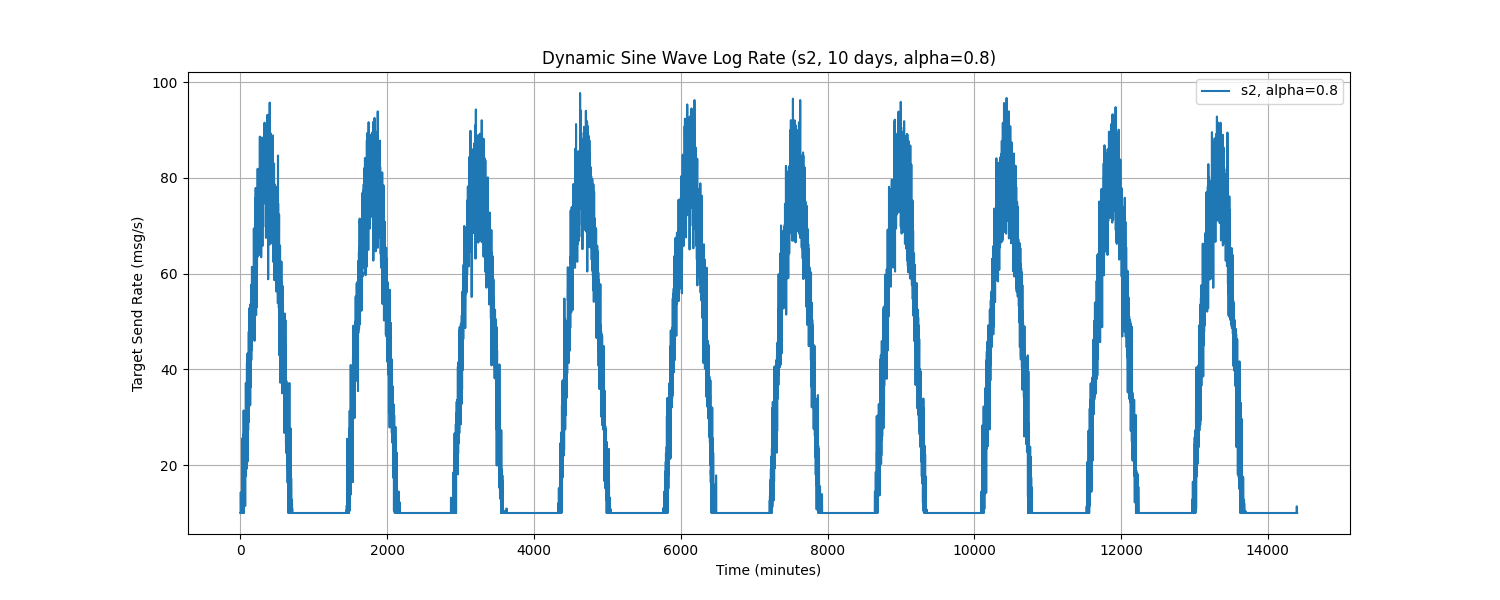 Dynamic Sine Wave Log Rate (s2, 10 days, alpha=0.8)
s2, alpha=0.8
Target Send Rate (msg/s)
100
80
60
40
20
0 2000 4000 6000 8000 10000 12000 14000
Time (minutes)